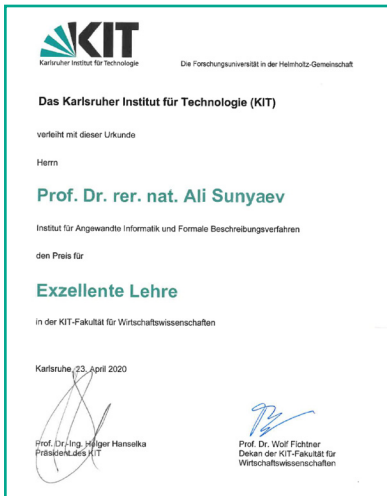 KIT
Karlsruher Institut für Technologie
Die Forschungsuniversität in der Helmholtz-Gemeinschaft
Das Karlsruher Institut für Technologie (KIT)
verleiht mit dieser Urkunde
Herrn
Prof. Dr. rer. nat. Ali Sunyaev
Institut für Angewandte Informatik und Formale Beschreibungsverfahren
den Preis für
Exzellente Lehre
in der KIT-Fakultät für Wirtschaftswissenschaften
Karlsruhe, 23. April 2020
Prof. Dr.-Ing. Holger Hanselka
Präsident des KIT
Prof. Dr. Wolf Fichtner
Dekan der KIT-Fakultät für
Wirtschaftswissenschaften